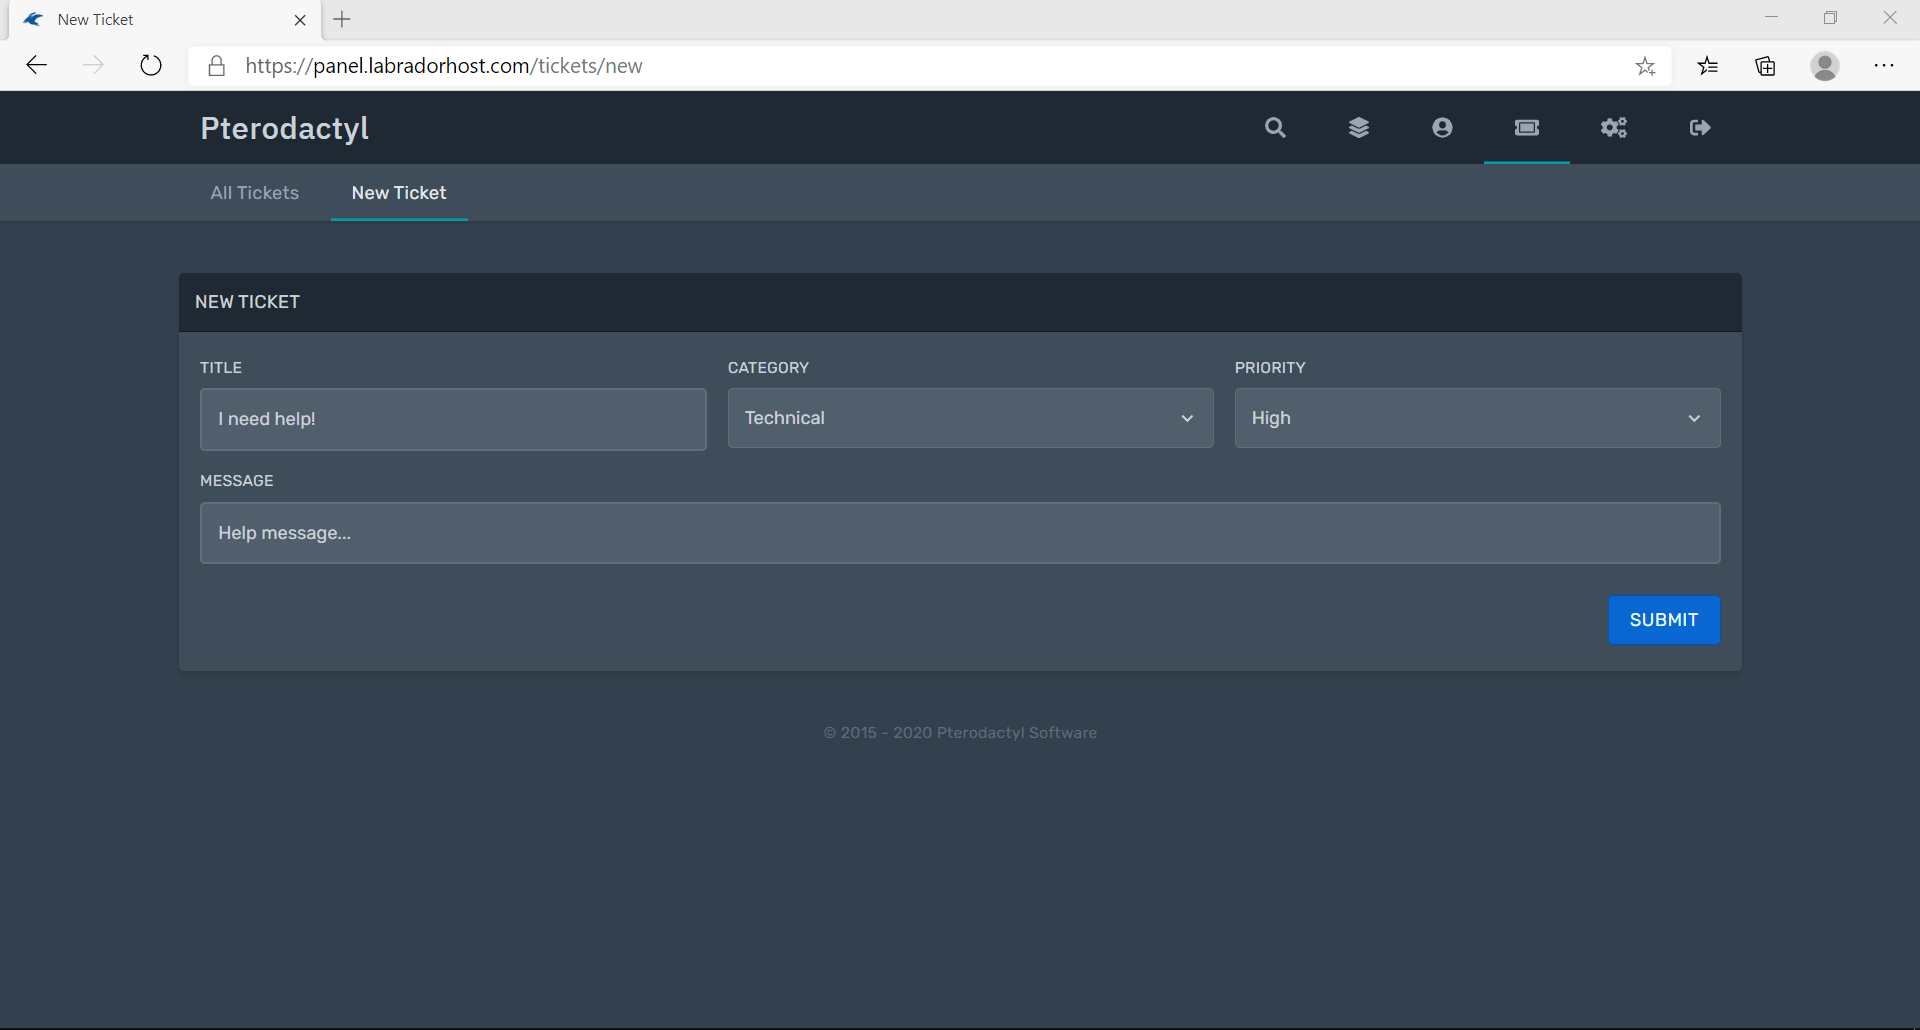 New Ticket
https://panel.labradorhost.com/tickets/new
Pterodactyl
All Tickets
New Ticket
NEW TICKET
TITLE
CATEGORY
PRIORITY
I need help!
Technical
High
MESSAGE
Help message...
SUBMIT
© 2015 - 2020 Pterodactyl Software